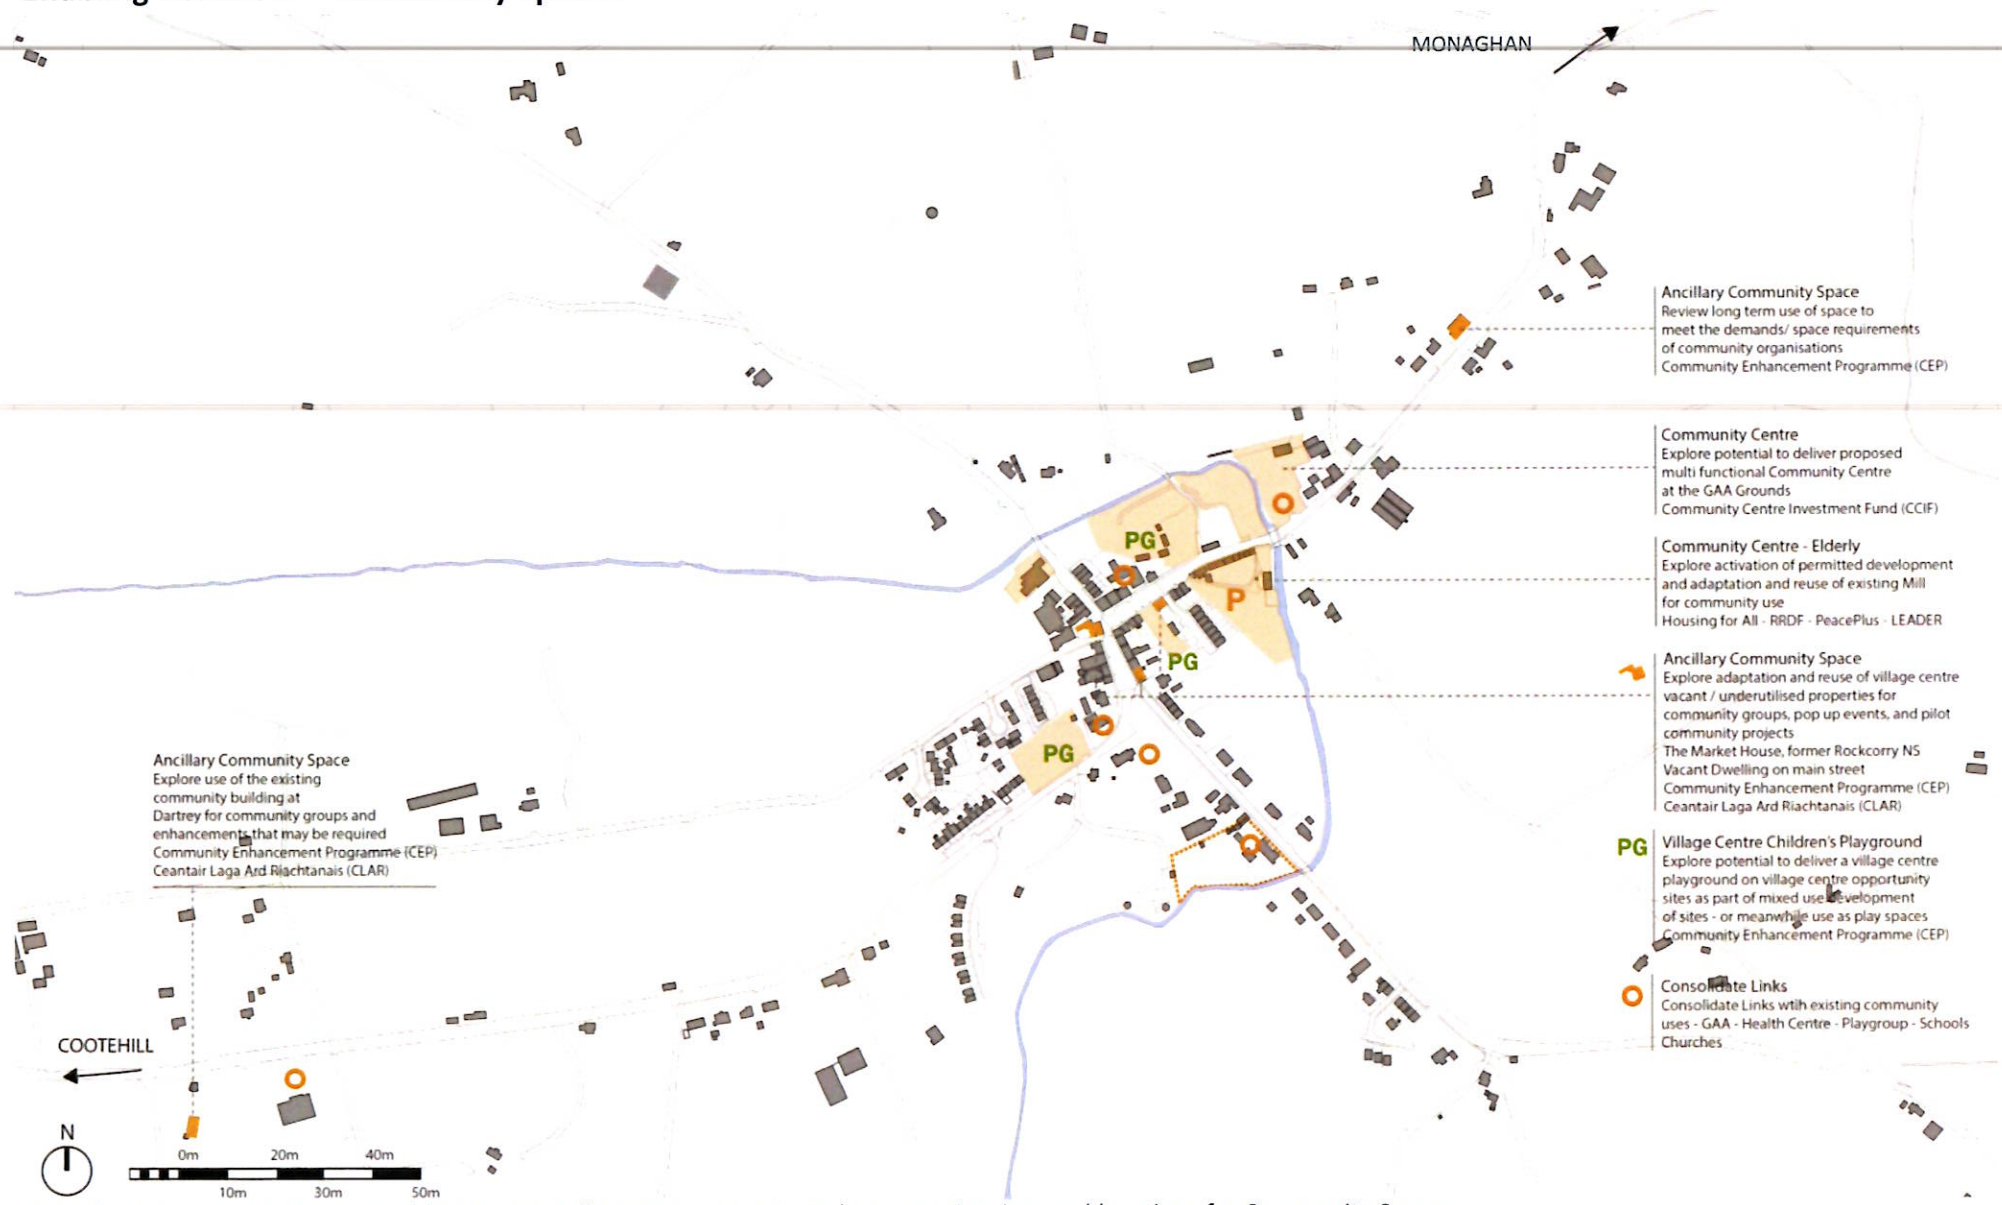 MONAGHAN
Ancillary Community Space
Review long term use of space to
meet the demands/ space requirements
of community organisations
Community Enhancement Programme (CEP)
Community Centre
Explore potential to deliver proposed
multi functional Community Centre
at the GAA Grounds
Community Centre Investment Fund (CCIF)
Community Centre - Elderly
Explore activation of permitted development
and adaptation and reuse of existing Mill
for community use
Housing for All - RRDF - PeacePlus - LEADER
Ancillary Community Space
Explore adaptation and reuse of village centre
vacant / underutilised properties for
community groups, pop up events, and pilot
community projects
The Market House, former Rockcorry NS
Vacant Dwelling on main street
Community Enhancement Programme (CEP)
Ceantair Laga Ard Riachtanais (CLAR)
PG
Village Centre Children's Playground
Explore potential to deliver a village centre
playground on village centre opportunity
sites as part of mixed use development
of sites - or meanwhile use as play spaces
Community Enhancement Programme (CEP)
Consolidate Links
Consolidate Links wtih existing community
uses - GAA - Health Centre - Playgroup - Schools
Churches
PG
P
PG
PG
Ancillary Community Space
Explore use of the existing
community building at
Dartrey for community groups and
enhancements that may be required
Community Enhancement Programme (CEP)
Ceantair Laga Ard Riachtanais (CLAR)
COOTEHILL
N
0m 20m 40m
10m 30m 50m